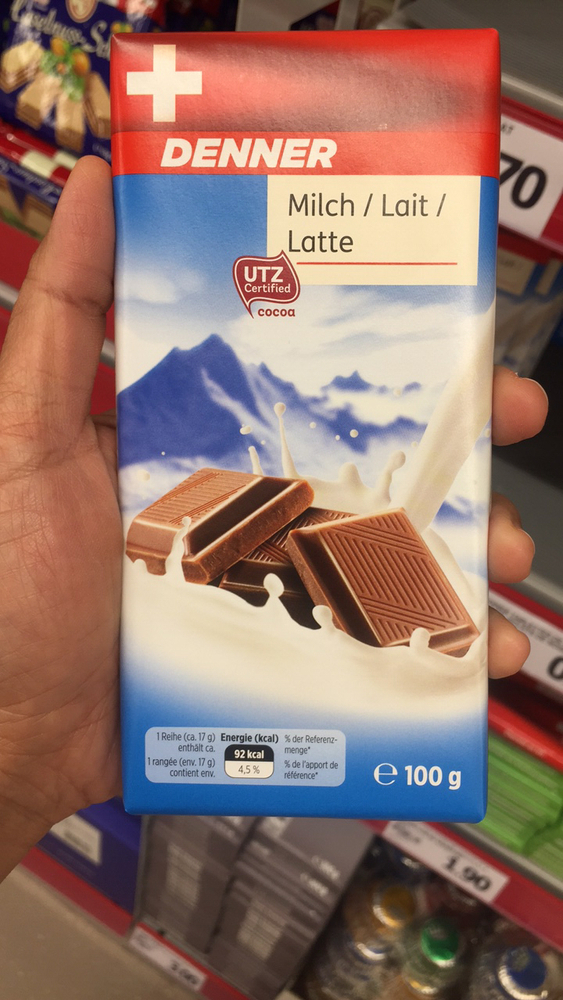 DENNER
Milch / Lait /
Latte
UTZ
Certified
cocoa
1 Reihe (ca. 17 g)
enthält ca.
1 rangée (env. 17 g)
contient env.
Energie (kcal)
92 kcal
4,5 %
% der Referenz-
menge*
% de l'apport de
référence*
℮ 100 g
70
1.90